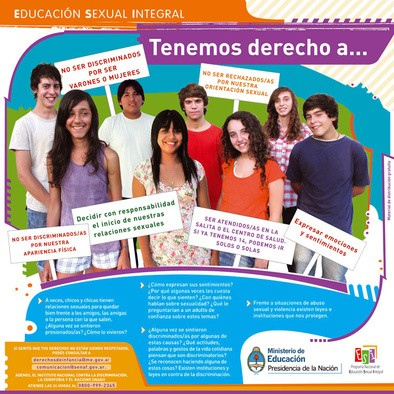 EDUCACIÓN SEXUAL INTEGRAL
Tenemos derecho a...
NO SER DISCRIMINADOS
POR SER
VARONES O MUJERES
NO SER RECHAZADOS/AS
POR NUESTRA
ORIENTACIÓN SEXUAL
NO SER DISCRIMINADOS/AS
POR NUESTRA
APARIENCIA FÍSICA
Decidir con responsabilidad
el inicio de nuestras
relaciones sexuales
SER ATENDIDOS/AS EN LA
SALITA O EL CENTRO DE SALUD.
SI YA TENEMOS 14, PODEMOS IR
SOLOS O SOLAS
Expresar emociones
y sentimientos
Material de distribución gratuita
A veces, chicos y chicas tienen
relaciones sexuales para quedar
bien frente a los amigos, las amigas
o la persona con la que salen.
¿Alguna vez se sintieron
presionados/as? ¿Cómo lo vivieron?
¿Cómo expresan sus sentimientos?
¿Por qué algunas veces les cuesta
decir lo que sienten? ¿Con quiénes
hablan sobre sexualidad? ¿Qué le
preguntarían a un adulto de
confianza sobre estos temas?
¿Alguna vez se sintieron
discriminados/as por algunas de
estas causas? ¿Qué actitudes,
palabras y gestos de la vida cotidiana
piensan que son discriminatorios?
¿Se reconocen haciendo alguna de
estas cosas? Existen instituciones y
leyes en contra de la discriminación.
Frente a situaciones de abuso
sexual y violencia existen leyes e
instituciones que nos protegen.
SI SENTÍS QUE TUS DERECHOS NO ESTÁN SIENDO RESPETADOS,
PODÉS CONSULTAR A
derechosdeinfancia@me.gov.ar
comunicacion@senaf.gov.ar.
ADEMÁS, EL INSTITUTO NACIONAL CONTRA LA DISCRIMINACIÓN,
LA XENOFOBIA Y EL RACISMO (INADI)
ATIENDE LAS 24 HORAS AL 0800-999-2345
Ministerio de
Educación
Presidencia de la Nación
ESI
Programa Nacional de
Educación Sexual Integral